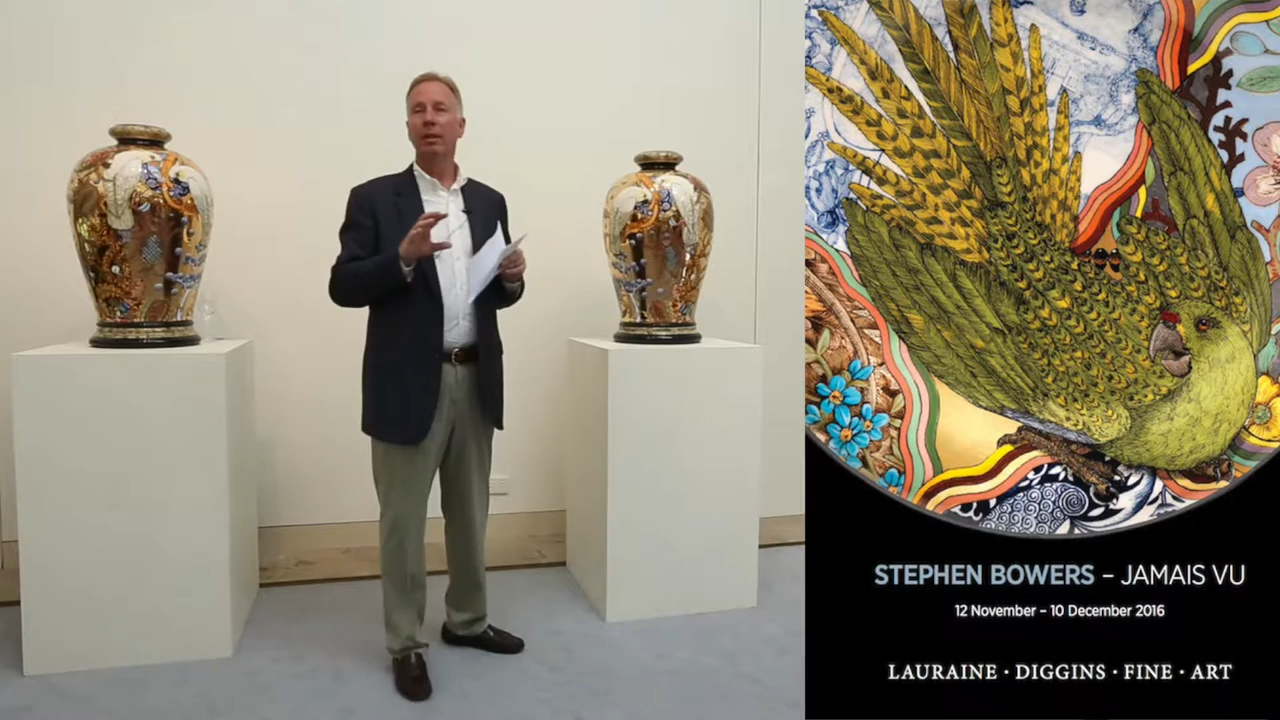 STEPHEN BOWERS – JAMAIS VU
12 November – 10 December 2016
LAURAINE · DIGGINS · FINE · ART